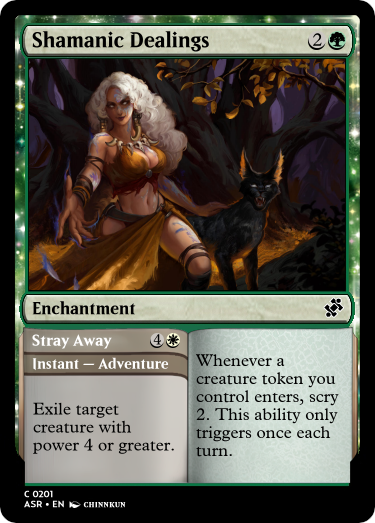 Shamanic Dealings 2
Enchantment
Stray Away 4
Instant — Adventure
Exile target
creature with
power 4 or greater.
Whenever a
creature token you
control enters, scry
2. This ability only
triggers once each
turn.
C 0201
ASR • EN CHINNKUN